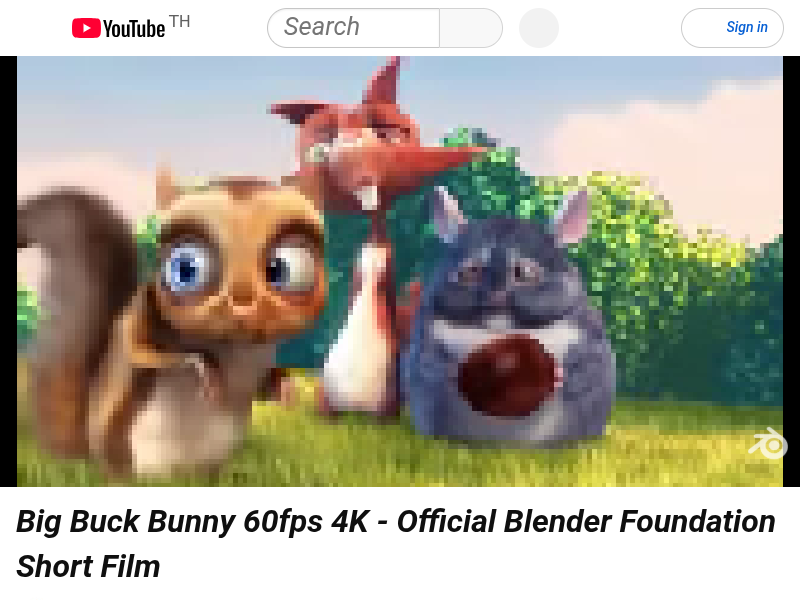 YouTube TH
Search
Sign in
Big Buck Bunny 60fps 4K - Official Blender Foundation
Short Film